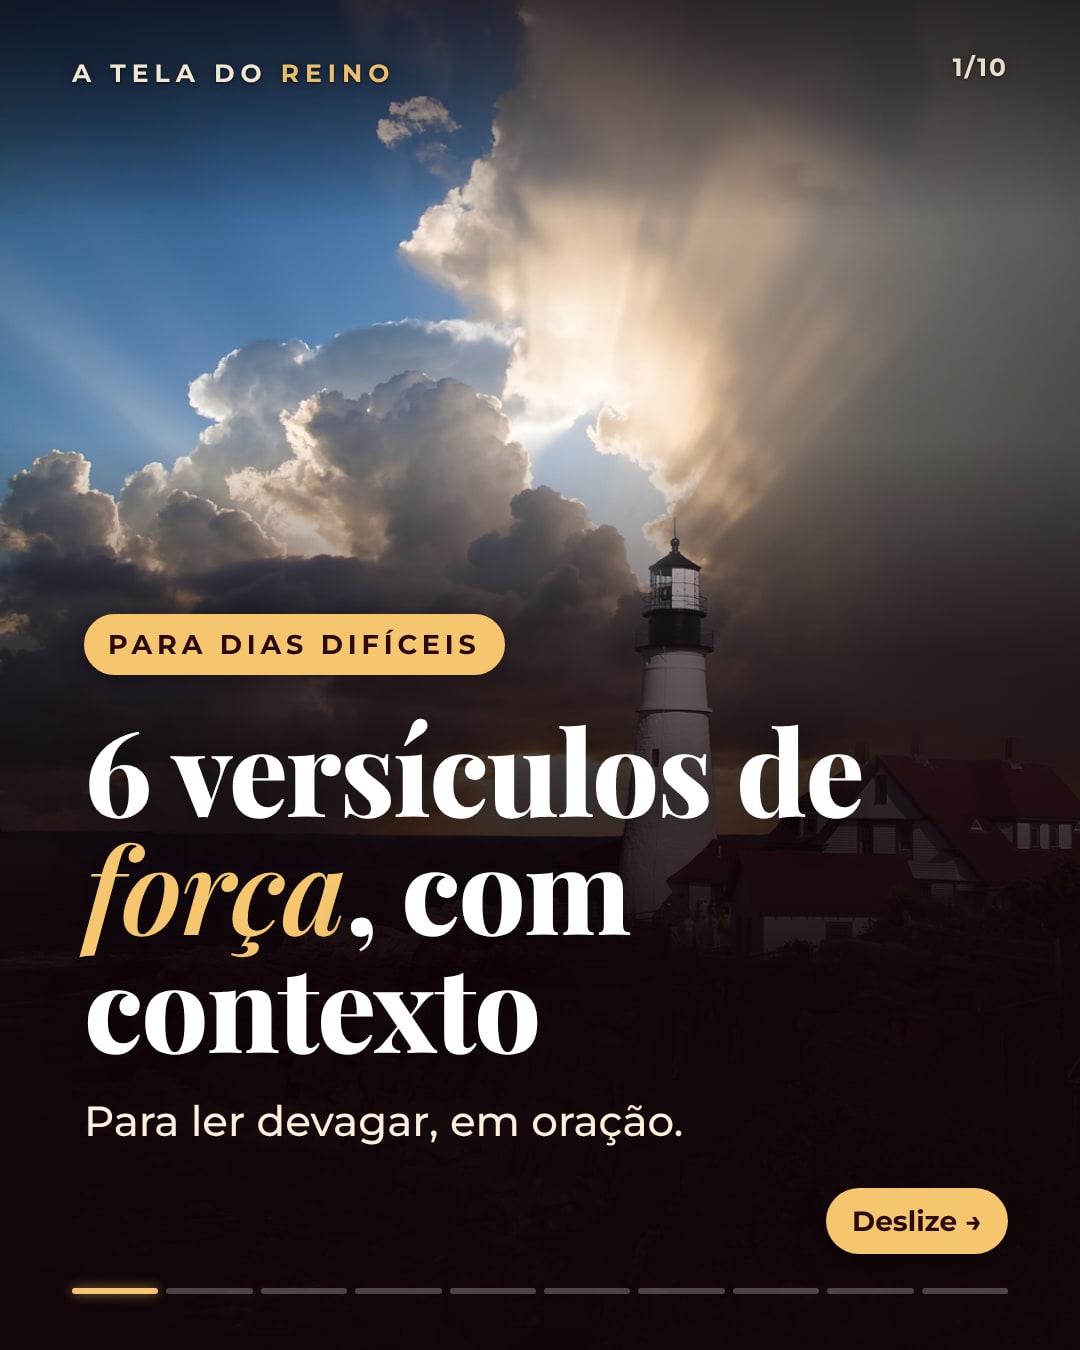 A TELA DO REINO
1/10
PARA DIAS DIFÍCEIS
6 versículos de
força, com
contexto
Para ler devagar, em oração.
Deslize →